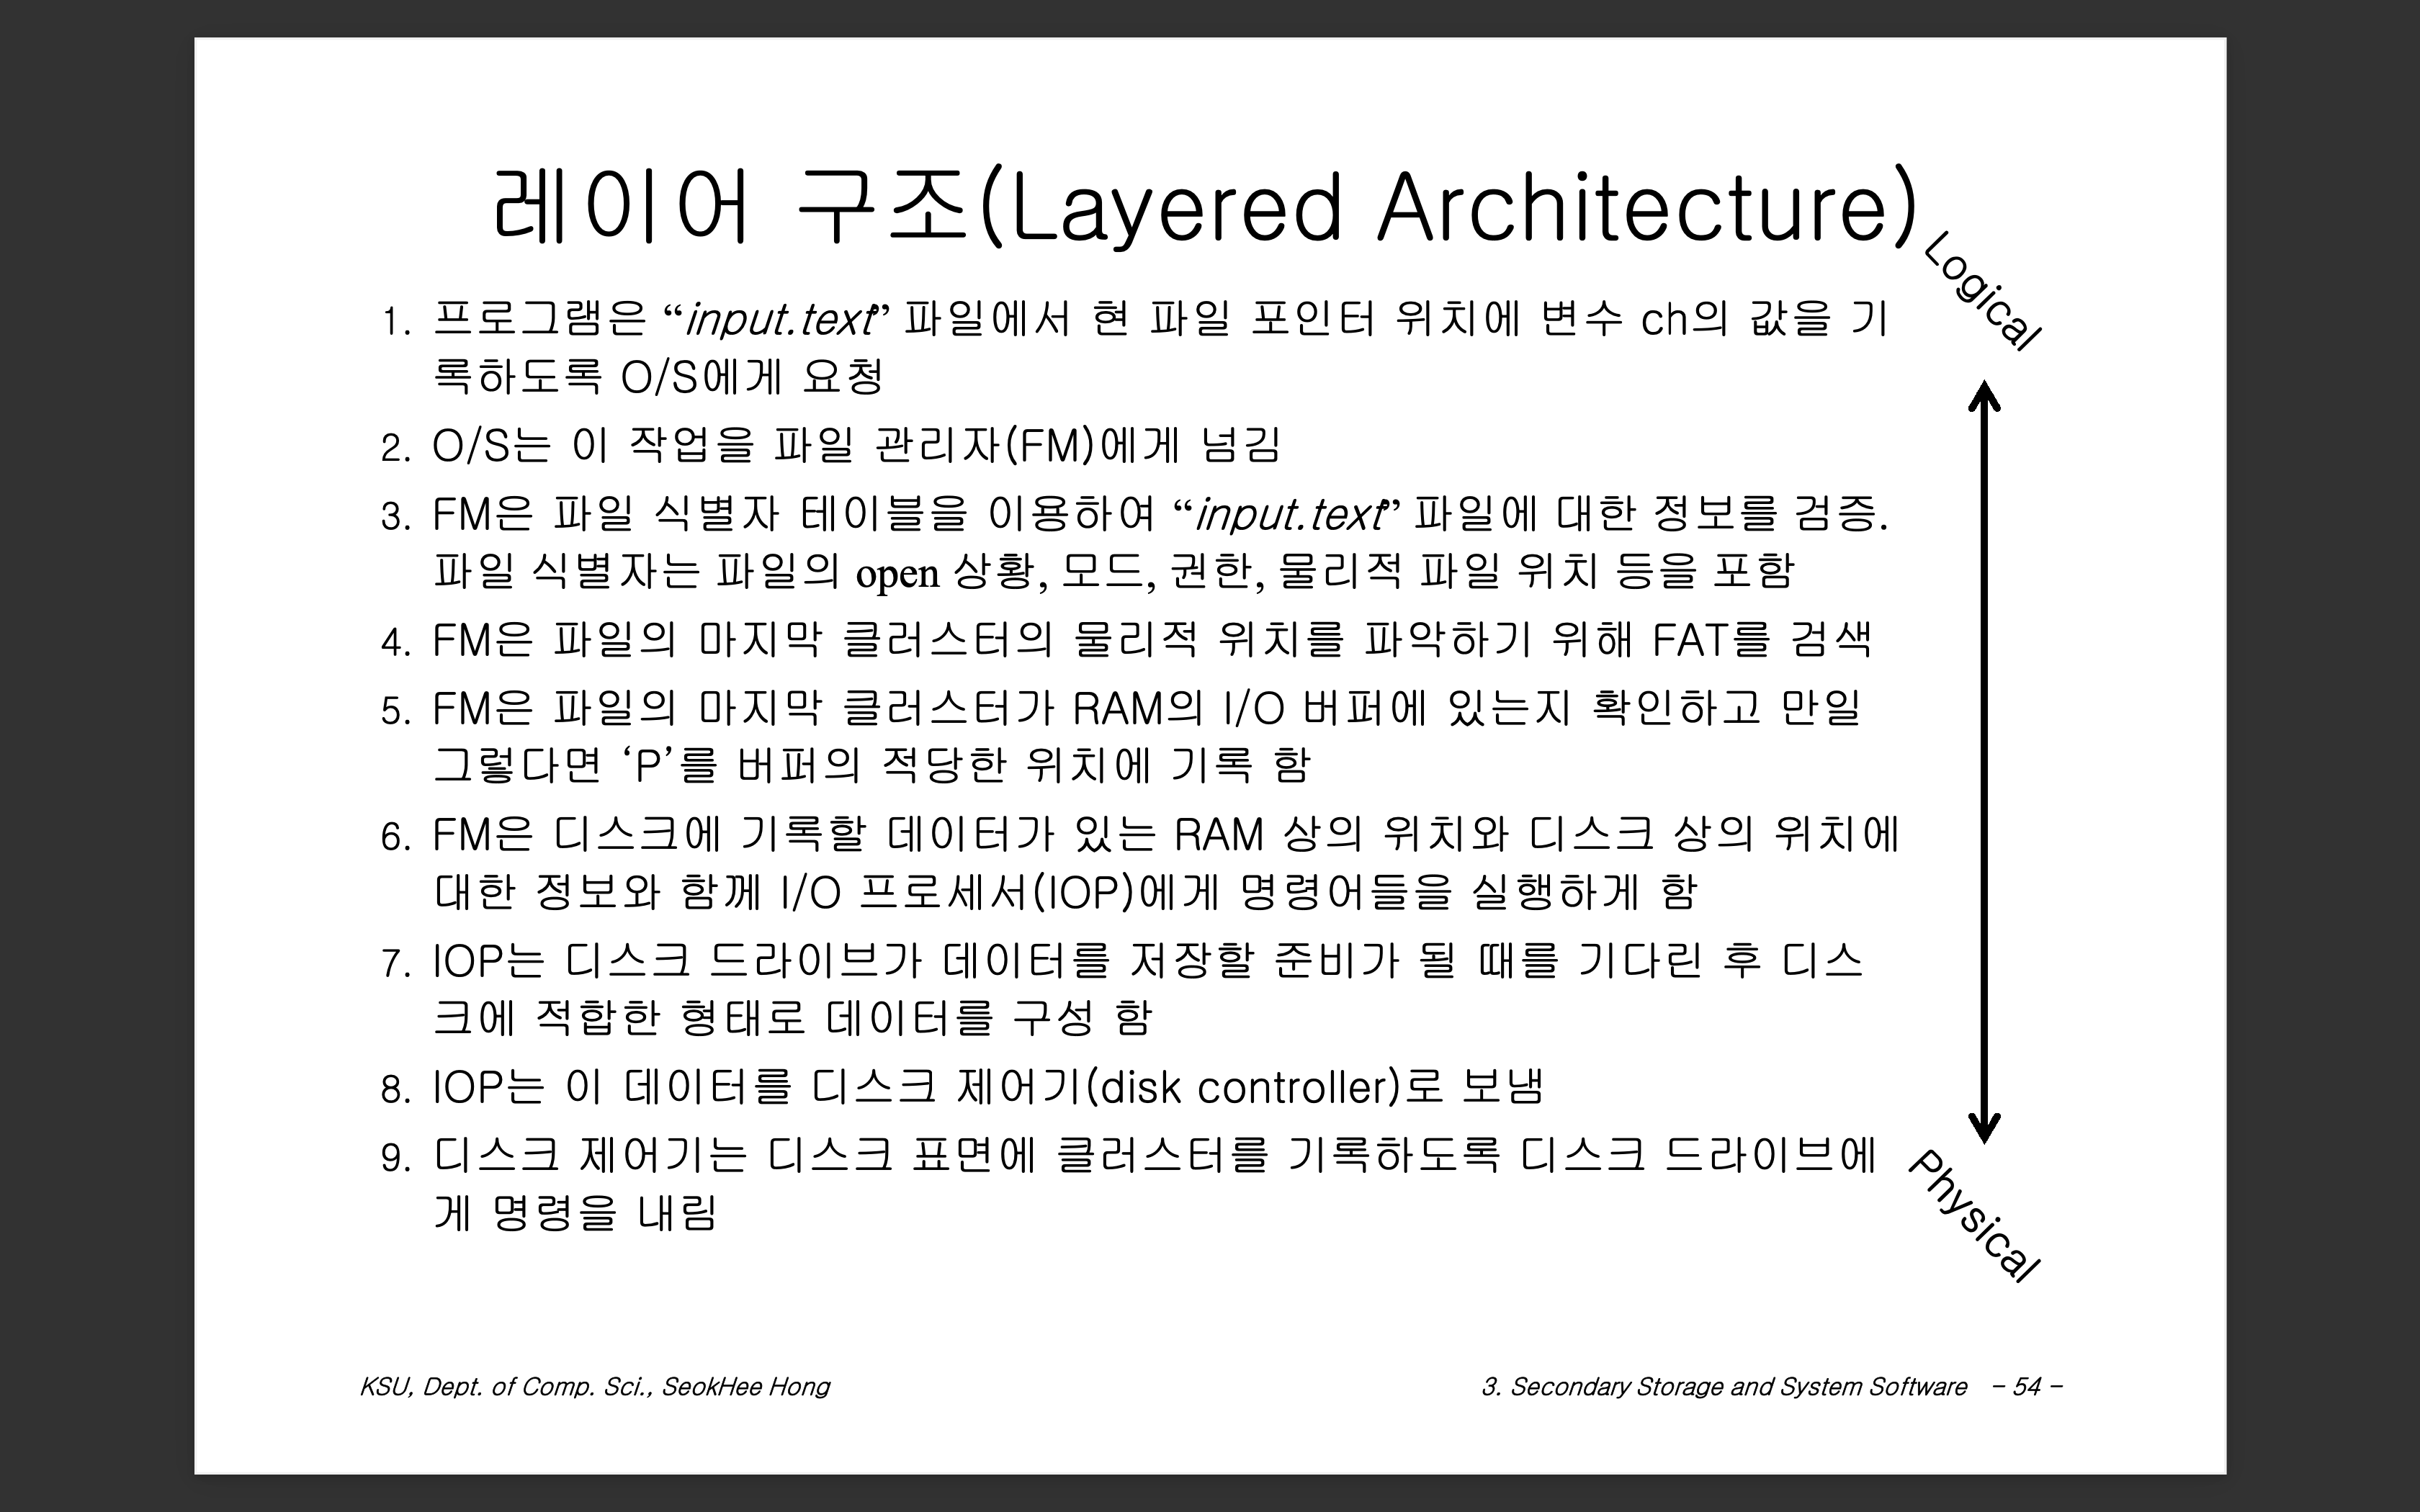 레이어 구조(Layered Architecture)
Logical
1. 프로그램은 “input.text” 파일에서 현 파일 포인터 위치에 변수 ch의 값을 기
록하도록 O/S에게 요청
2. O/S는 이 작업을 파일 관리자(FM)에게 넘김
3. FM은 파일 식별자 테이블을 이용하여 “input.text” 파일에 대한 정보를 검증.
파일 식별자는 파일의 open 상황, 모드, 권한, 물리적 파일 위치 등을 포함
4. FM은 파일의 마지막 클러스터의 물리적 위치를 파악하기 위해 FAT를 검색
5. FM은 파일의 마지막 클러스터가 RAM의 I/O 버퍼에 있는지 확인하고 만일
그렇다면 ‘P’를 버퍼의 적당한 위치에 기록 함
6. FM은 디스크에 기록할 데이터가 있는 RAM 상의 위치와 디스크 상의 위치에
대한 정보와 함께 I/O 프로세서(IOP)에게 명령어들을 실행하게 함
7. IOP는 디스크 드라이브가 데이터를 저장할 준비가 될 때를 기다린 후 디스
크에 적합한 형태로 데이터를 구성 함
8. IOP는 이 데이터를 디스크 제어기(disk controller)로 보냄
9. 디스크 제어기는 디스크 표면에 클러스터를 기록하도록 디스크 드라이브에
게 명령을 내림
Physical
KSU, Dept. of Comp. Sci., SeokHee Hong
3. Secondary Storage and System Software - 54 -